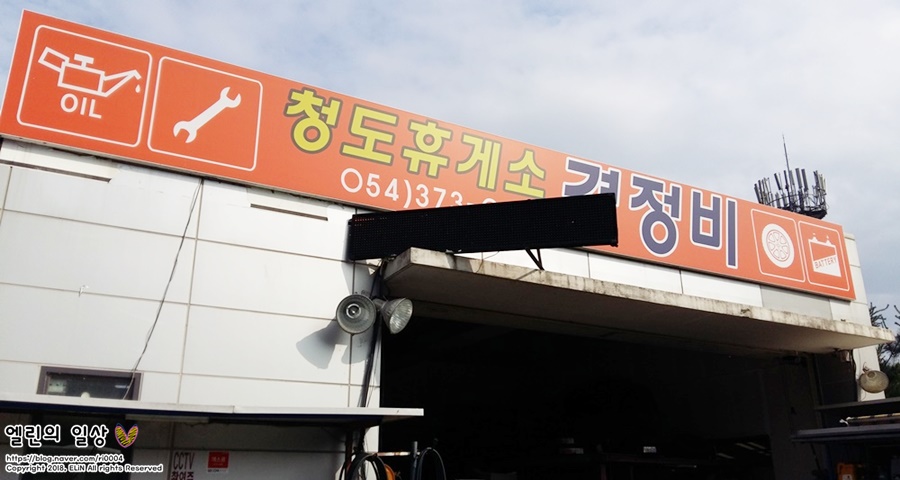 OIL
청도휴게소 경정비
054)373-
BATTERY
CCTV
엘린의 일상
https://blog.naver.com/rl0004
Copyright 2018. ELiN All rights Reserved